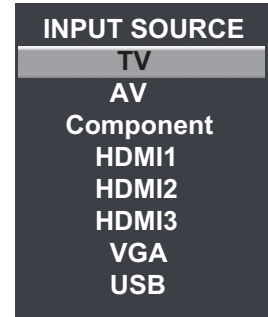 INPUT SOURCE
TV
AV
Component
HDMI1
HDMI2
HDMI3
VGA
USB